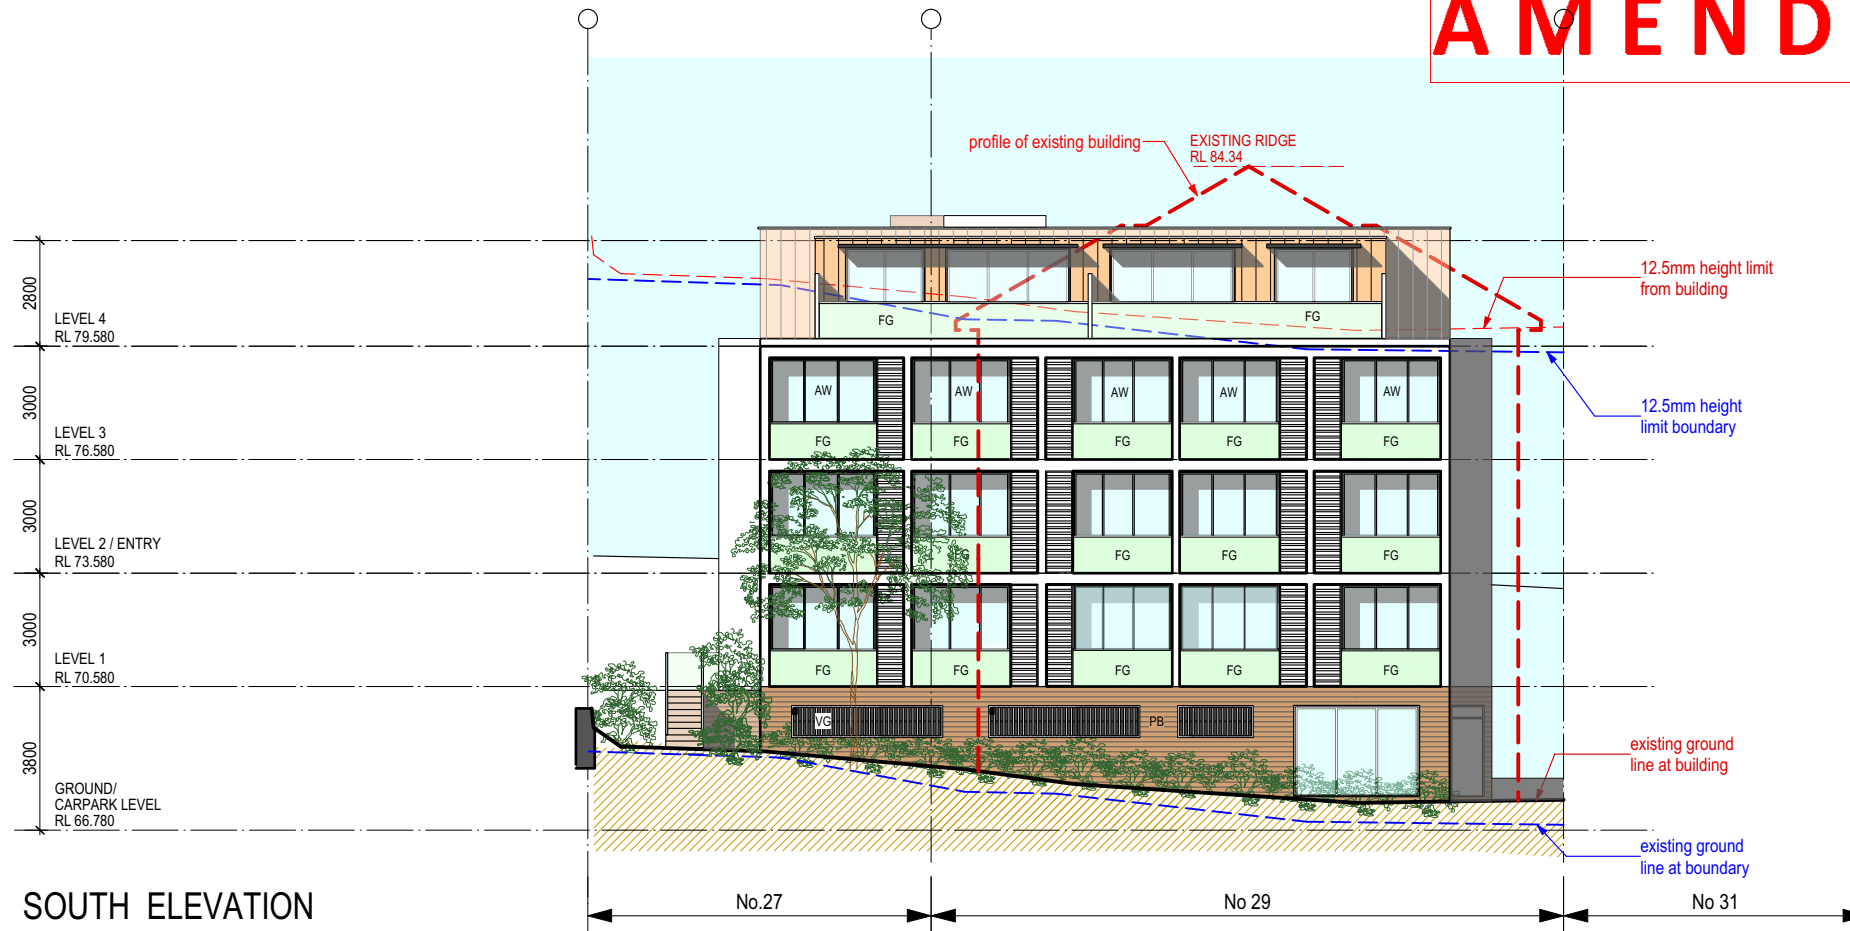 AMEND
profile of existing building
EXISTING RIDGE
RL 84.34
12.5mm height limit
from building
12.5mm height
limit boundary
2800
LEVEL 4
RL 79.580
FG
FG
3000
AW
AW
AW
AW
AW
LEVEL 3
RL 76.580
FG
FG
FG
FG
FG
3000
LEVEL 2 / ENTRY
RL 73.580
FG
FG
FG
FG
3000
LEVEL 1
RL 70.580
FG
FG
FG
FG
FG
3800
VG
PB
existing ground
line at building
GROUND/
CARPARK LEVEL
RL 66.780
existing ground
line at boundary
SOUTH ELEVATION
No.27
No 29
No 31